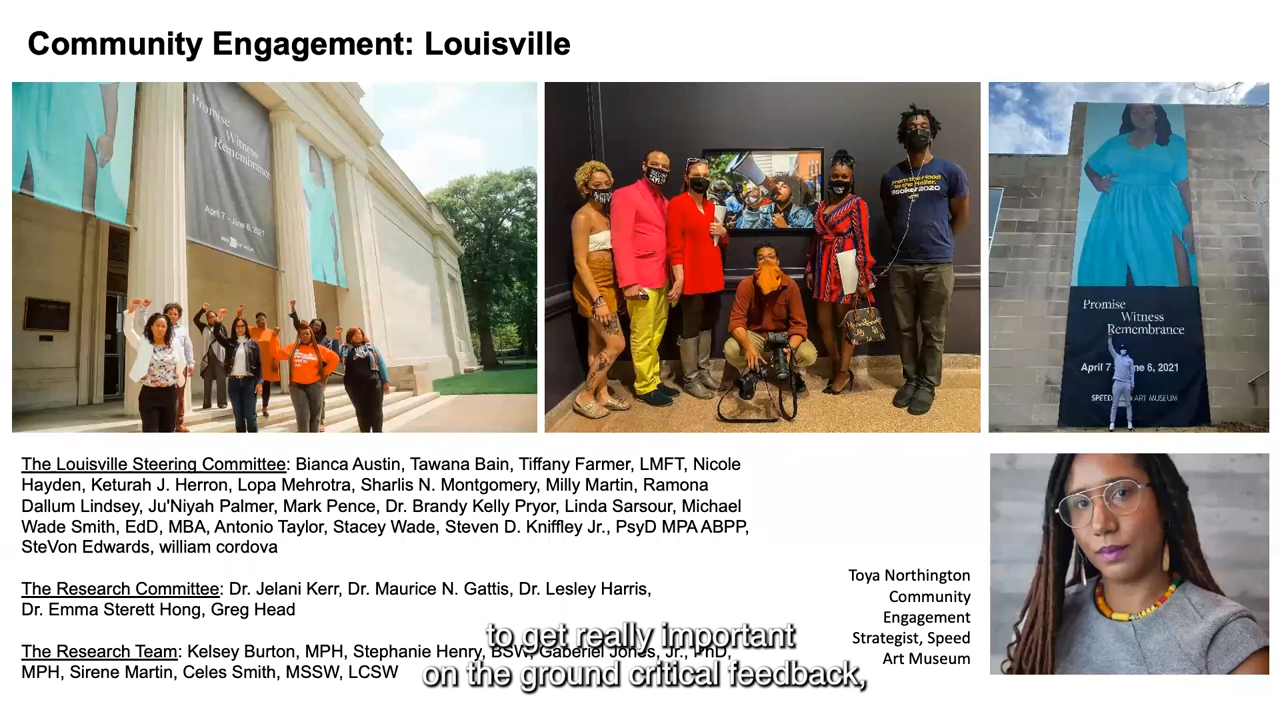 Community Engagement: Louisville
Promise
Witness
Remembrance
April 7 - June 6, 2021
Promise
Witness
Remembrance
April 7 June 6, 2021
SPEED ART MUSEUM
The Louisville Steering Committee: Bianca Austin, Tawana Bain, Tiffany Farmer, LMFT, Nicole
Hayden, Keturah J. Herron, Lopa Mehrotra, Sharlis N. Montgomery, Milly Martin, Ramona
Dallum Lindsey, Ju'Niyah Palmer, Mark Pence, Dr. Brandy Kelly Pryor, Linda Sarsour, Michael
Wade Smith, EdD, MBA, Antonio Taylor, Stacey Wade, Steven D. Kniffley Jr., PsyD MPA ABPP,
SteVon Edwards, william cordova
The Research Committee: Dr. Jelani Kerr, Dr. Maurice N. Gattis, Dr. Lesley Harris,
Dr. Emma Sterett Hong, Greg Head
The Research Team: Kelsey Burton, MPH, Stephanie Henry, BSW, Gaberiel Jones, Jr., PhD,
MPH, Sirene Martin, Celes Smith, MSSW, LCSW
Toya Northington
Community
Engagement
Strategist, Speed
Art Museum
to get really important
on the ground critical feedback,